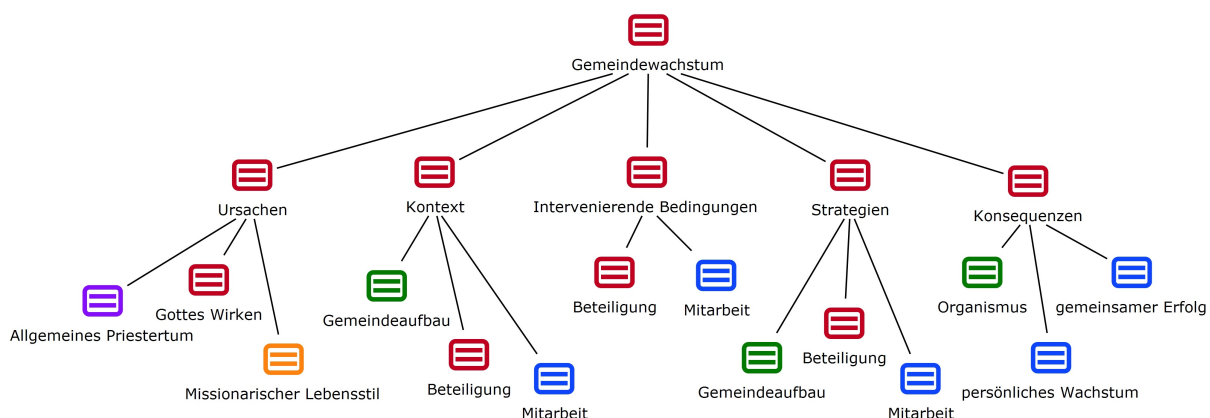 Gemeindewachstum
Ursachen
Kontext
Intervenierende Bedingungen
Strategien
Konsequenzen
Allgemeines Priestertum
Gottes Wirken
Missionarischer Lebensstil
Gemeindeaufbau
Beteiligung
Mitarbeit
Beteiligung
Mitarbeit
Gemeindeaufbau
Beteiligung
Mitarbeit
Organismus
persönliches Wachstum
gemeinsamer Erfolg